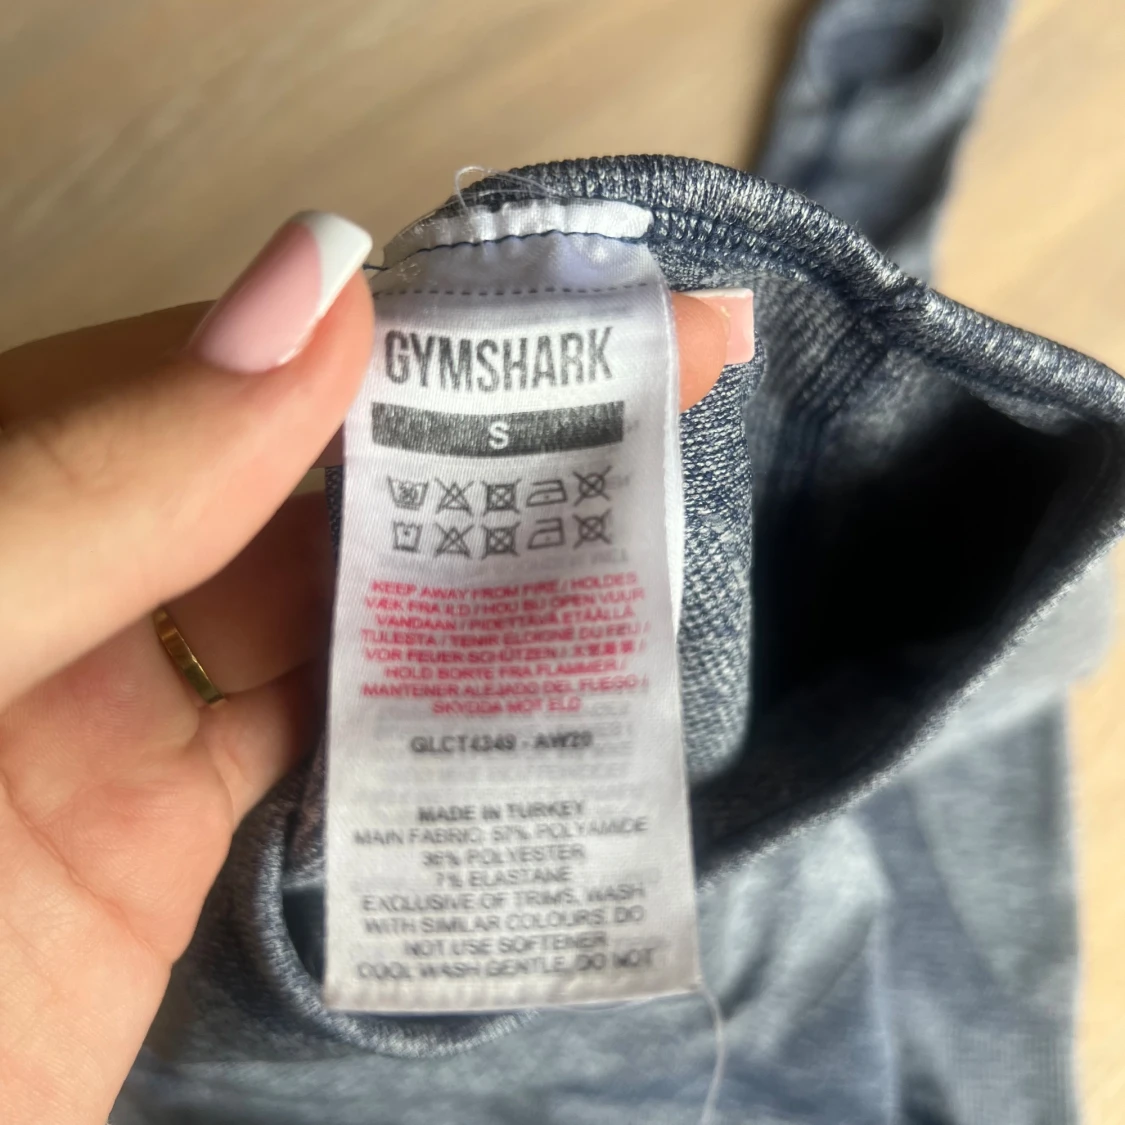 GYMSHARK
S
30
KEEP AWAY FROM FIRE / HOLDES
VÆK FRA ILD / HOU BIJ OPEN VUUR
VANDAAN / PIDETTÄVÄ ETÄÄLLÄ
TULESTA / TENIR ÉLOIGNÉ DU FEU /
VOR FEUER SCHÜTZEN /
HOLD BORTE FRA FLAMMER /
MANTENER ALEJADO DEL FUEGO /
SKYDDA MOT ELD
GLCT4349 - AW20
MADE IN TURKEY
MAIN FABRIC: 57% POLYAMIDE
36% POLYESTER
7% ELASTANE
EXCLUSIVE OF TRIMS, WASH
WITH SIMILAR COLOURS. DO
NOT USE SOFTENER
COOL WASH GENTLE, DO NOT